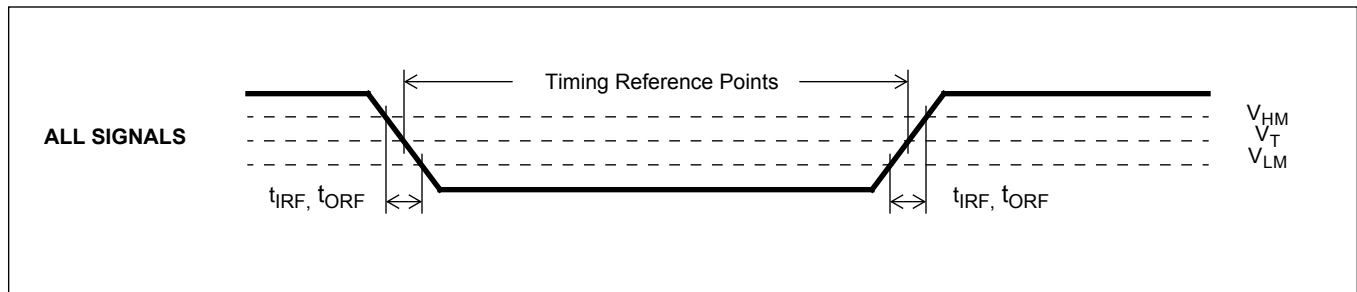 Timing Reference Points
ALL SIGNALS
V_HM
V_T
V_LM
t_IRF, t_ORF
t_IRF, t_ORF